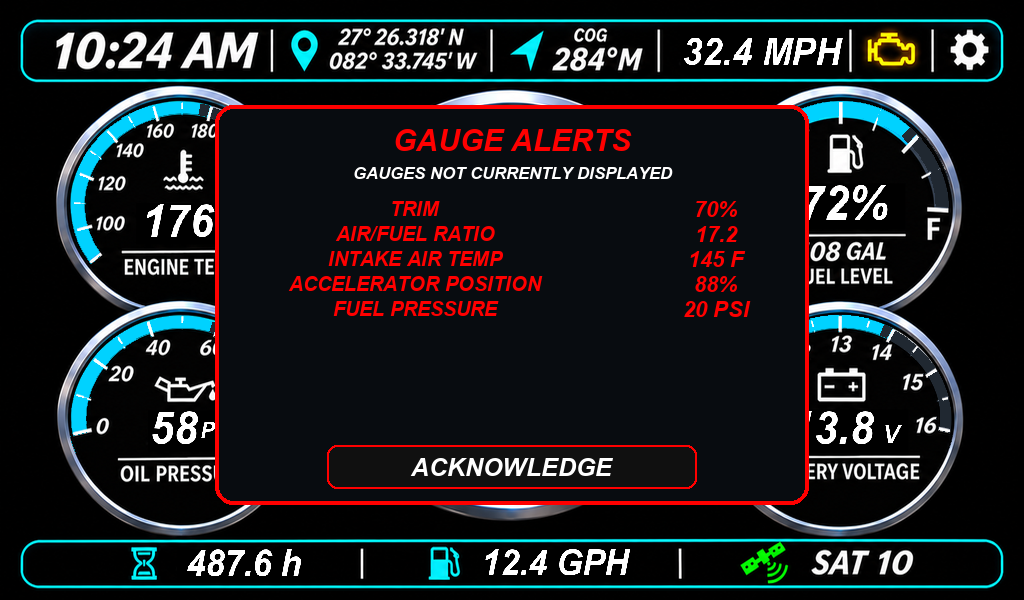 10:24 AM
27° 26.318' N
082° 33.745' W
COG
284°M
32.4 MPH
GAUGE ALERTS
GAUGES NOT CURRENTLY DISPLAYED
TRIM 70%
AIR/FUEL RATIO 17.2
INTAKE AIR TEMP 145 F
ACCELERATOR POSITION 88%
FUEL PRESSURE 20 PSI
ACKNOWLEDGE
100
120
140
160
180
176
ENGINE TE
72%
F
08 GAL
UEL LEVEL
0
20
40
60
58 P
OIL PRESSU
13
14
15
16
13.8 V
ERY VOLTAGE
487.6 h
12.4 GPH
SAT 10